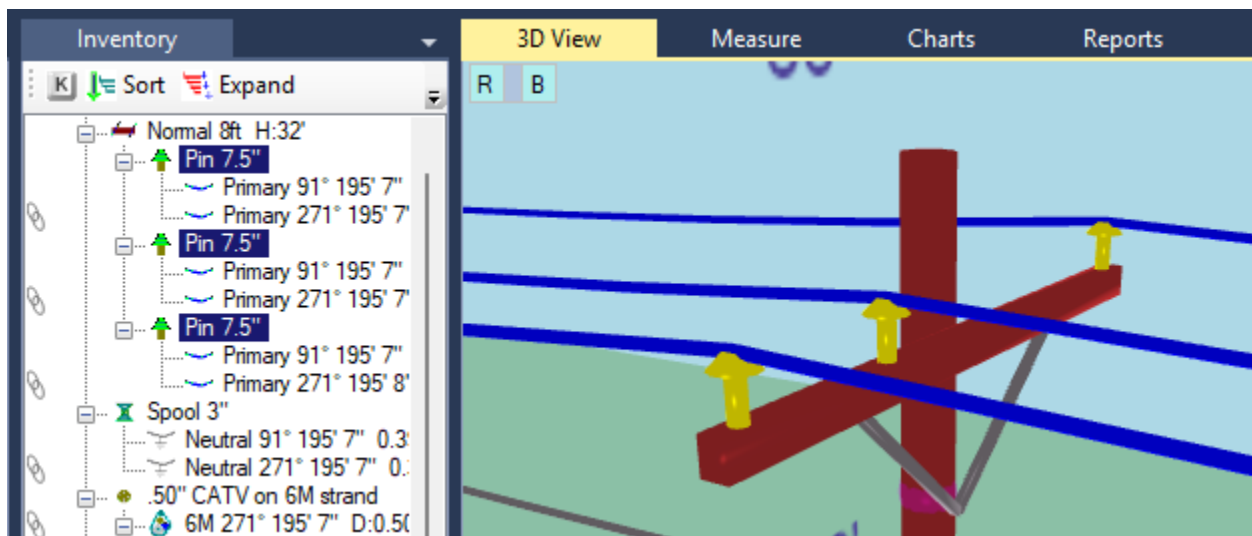 Inventory
3D View Measure Charts Reports
K Sort Expand
R B
Normal 8ft H:32'
Pin 7.5"
Primary 91° 195' 7"
Primary 271° 195' 7"
Pin 7.5"
Primary 91° 195' 7"
Primary 271° 195' 7'
Pin 7.5"
Primary 91° 195' 7"
Primary 271° 195' 8'
Spool 3"
Neutral 91° 195' 7" 0.3
Neutral 271° 195' 7" 0.
.50" CATV on 6M strand
6M 271° 195' 7" D:0.50